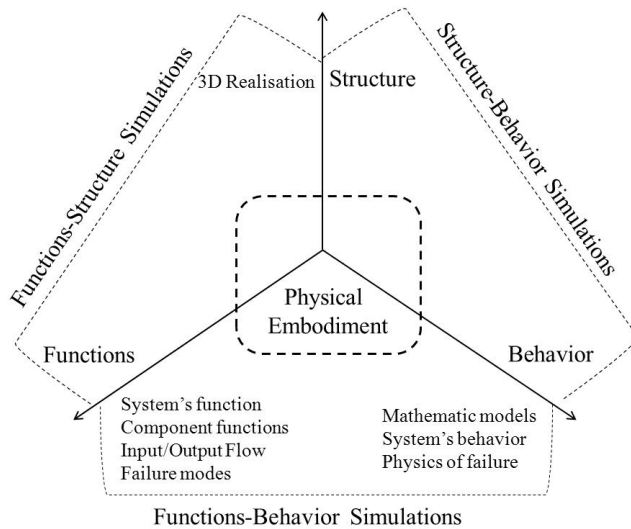 3D Realisation
Structure
Functions-Structure Simulations
Structure-Behavior Simulations
Physical
Embodiment
Functions
Behavior
System’s function
Component functions
Input/Output Flow
Failure modes
Mathematic models
System’s behavior
Physics of failure
Functions-Behavior Simulations